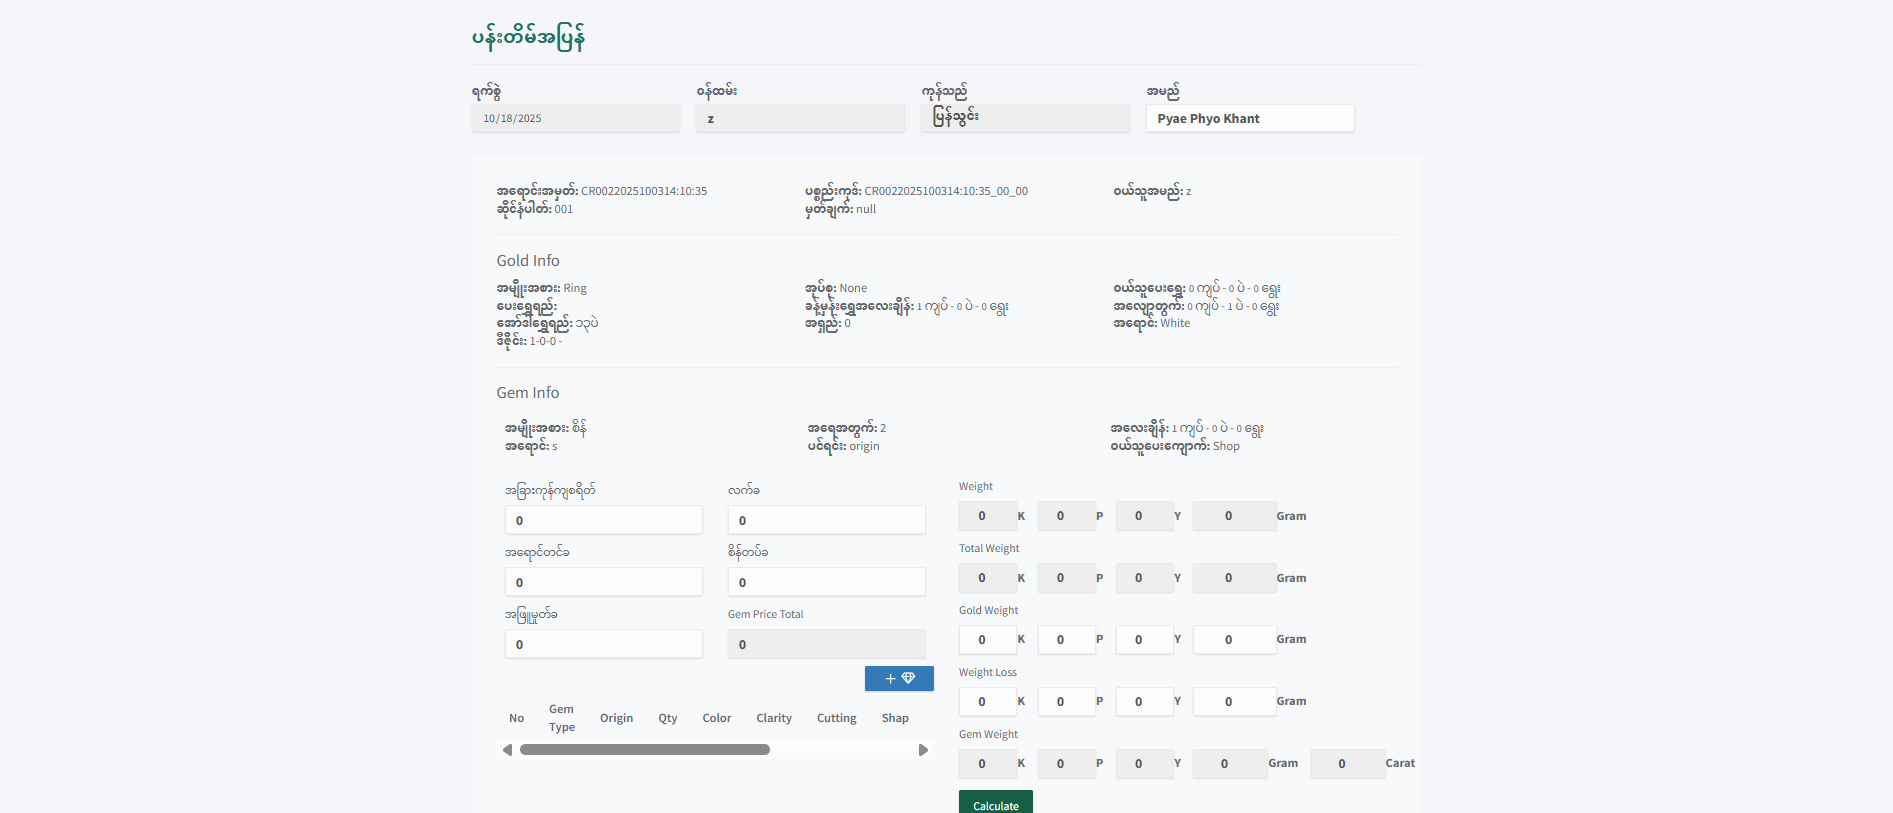 ပန်းတိမ်အပြန်
ရက်စွဲ ဝန်ထမ်း ကုန်သည် အမည်
10/18/2025 z ပြန်သွင်း Pyae Phyo Khant
အရောင်းအမှတ်: CR0022025100314:10:35 ပစ္စည်းကုဒ်: CR0022025100314:10:35_00_00 ဝယ်သူအမည်: z
ဆိုင်နံပါတ်: 001 မှတ်ချက်: null
Gold Info
အမျိုးအစား: Ring အုပ်စု: None ဝယ်သူပေးရွှေ: 0 ကျပ် - 0 ပဲ - 0 ရွေး
ပေးရွှေရည်: ခန့်မှန်းရွှေအလေးချိန်: 1 ကျပ် - 0 ပဲ - 0 ရွေး အလျော့တွက်: 0 ကျပ် - 1 ပဲ - 0 ရွေး
အော်ဒါရွှေရည်: ၁၃ပဲ အရှည်: 0 အရောင်: White
ဒီဇိုင်း: 1-0-0 -
Gem Info
အမျိုးအစား: စိန် အရေအတွက်: 2 အလေးချိန်: 1 ကျပ် - 0 ပဲ - 0 ရွေး
အရောင်: s ပင်ရင်း: origin ဝယ်သူပေးကျောက်: Shop
အခြားကုန်ကျစရိတ် လက်ခ Weight
0 0 0 K 0 P 0 Y 0 Gram
အရောင်တင်ခ စိန်တပ်ခ Total Weight
0 0 0 K 0 P 0 Y 0 Gram
အဖြူမှုတ်ခ Gem Price Total Gold Weight
0 0 0 K 0 P 0 Y 0 Gram
+
Weight Loss
0 K 0 P 0 Y 0 Gram
No Gem Type Origin Qty Color Clarity Cutting Shap
Gem Weight
0 K 0 P 0 Y 0 Gram 0 Carat
Calculate